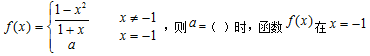 f(x) = { (1−x²)/(1+x)  x ≠ −1
a  x = −1 ,则 a = ( )时,函数 f(x) 在 x = −1